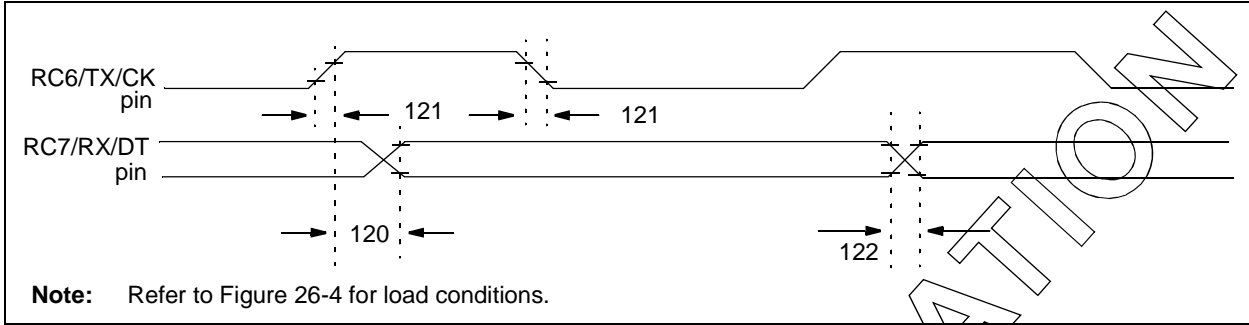 RC6/TX/CK
pin
121
121
RC7/RX/DT
pin
120
122
Note: Refer to Figure 26-4 for load conditions.
ATION